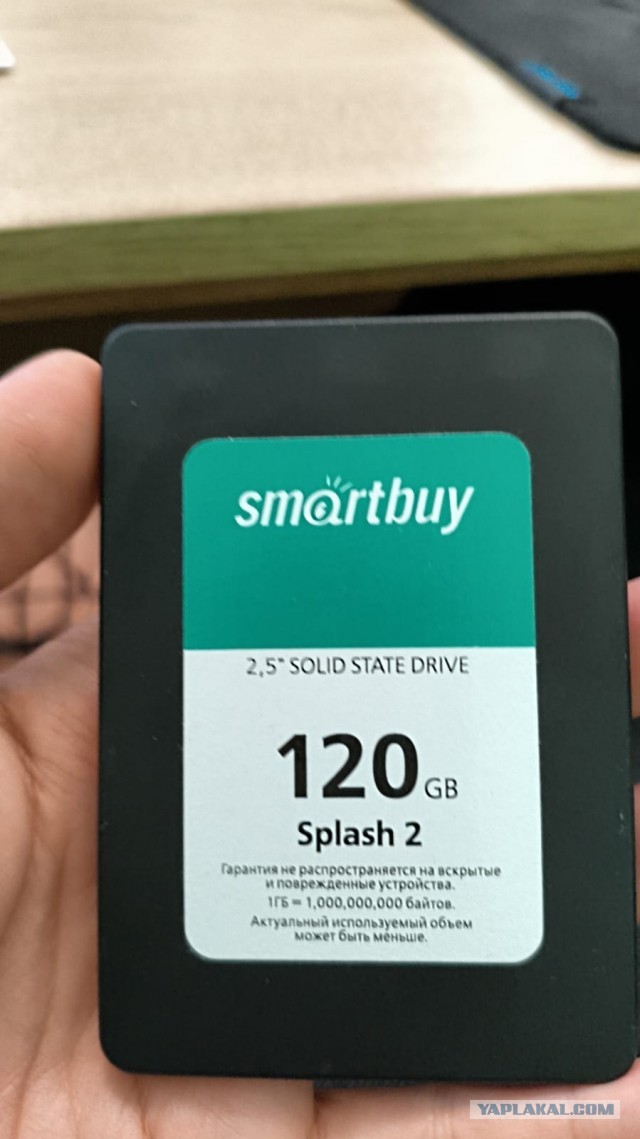 smartbuy
2,5" SOLID STATE DRIVE
120 GB
Splash 2
Гарантия не распространяется на вскрытые
и поврежденные устройства.
1ГБ = 1,000,000,000 байтов.
Актуальный используемый объем
может быть меньше.
YAPLAKAL.COM